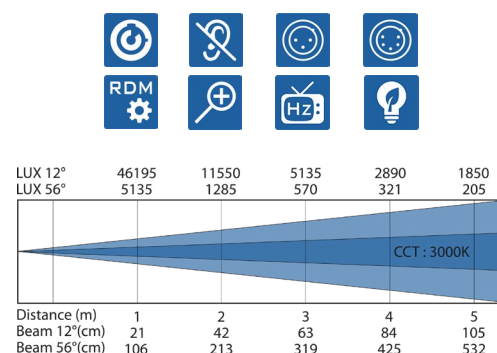 RDM
Hz
LUX 12° 46195 11550 5135 2890 1850
LUX 56° 5135 1285 570 321 205
CCT : 3000K
Distance (m) 1 2 3 4 5
Beam 12°(cm) 21 42 63 84 105
Beam 56°(cm) 106 213 319 425 532